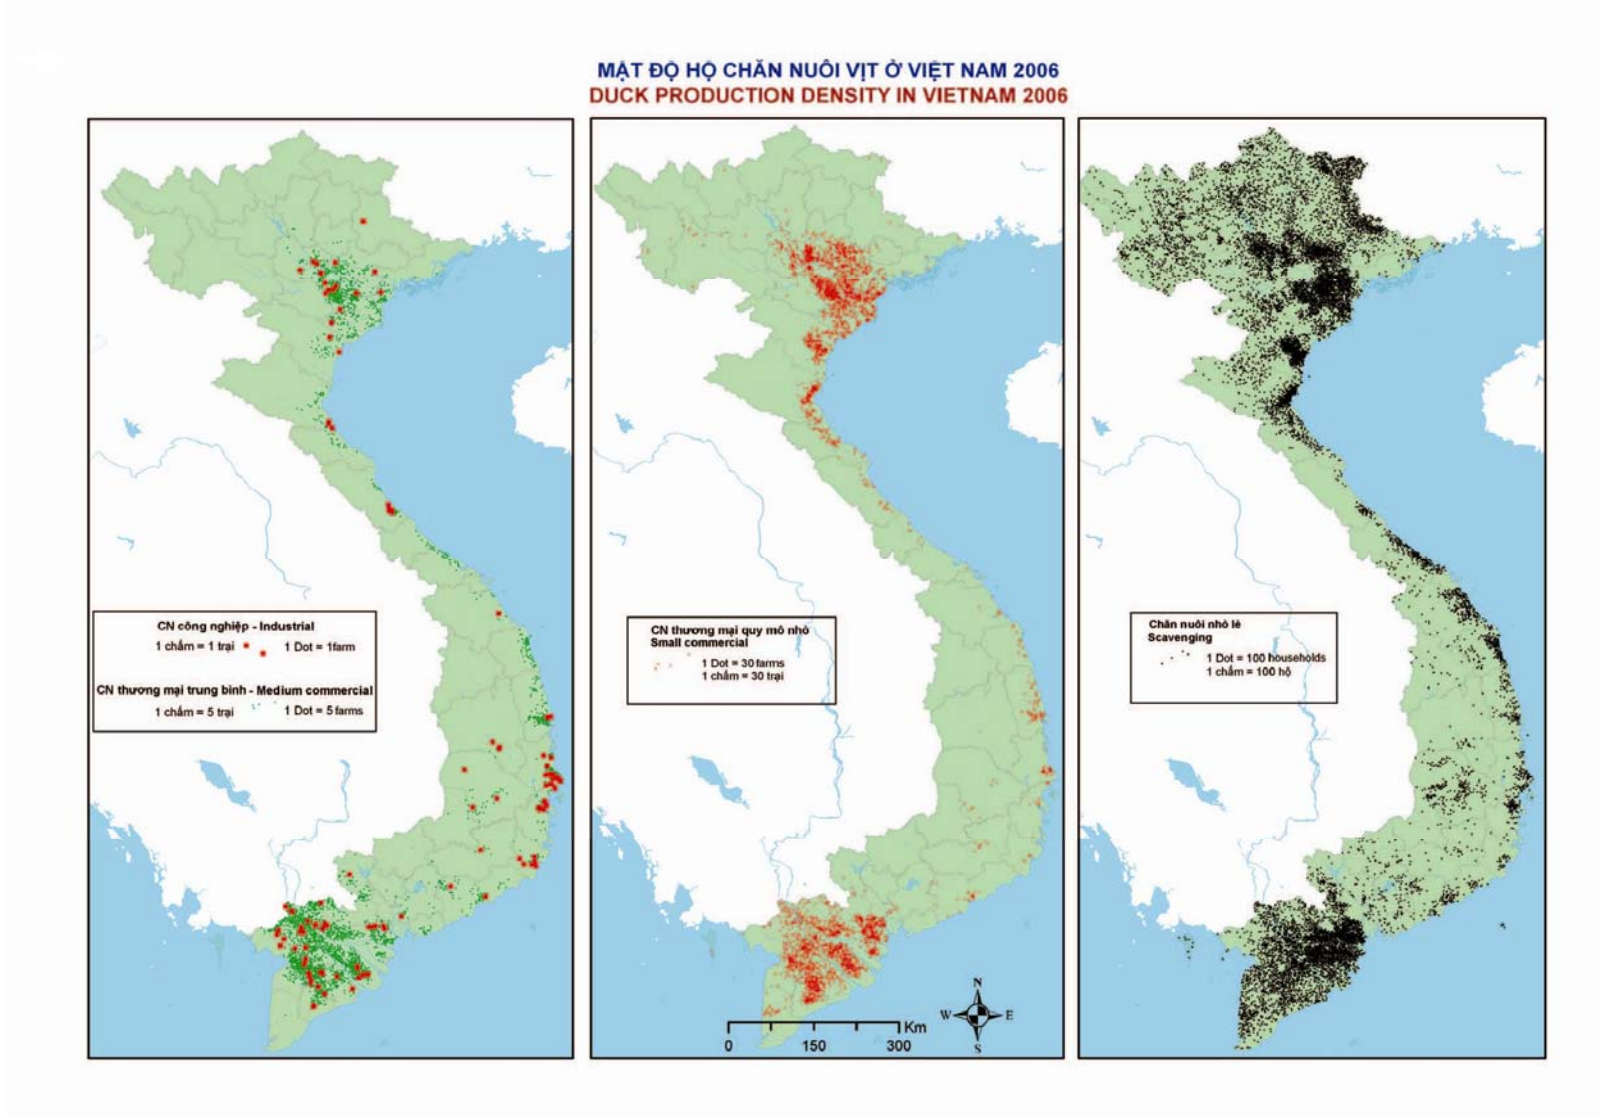 MẬT ĐỘ HỘ CHĂN NUÔI VỊT Ở VIỆT NAM 2006
DUCK PRODUCTION DENSITY IN VIETNAM 2006
CN công nghiệp - Industrial
1 chấm = 1 trại 1 Dot = 1farm
CN thương mại trung bình - Medium commercial
1 chấm = 5 trại 1 Dot = 5 farms
CN thương mại quy mô nhỏ
Small commercial
1 Dot = 30 farms
1 chấm = 30 trại
N
W E
S
Km
0 150 300
Chăn nuôi nhỏ lẻ
Scavenging
1 Dot = 100 households
1 chấm = 100 hộ